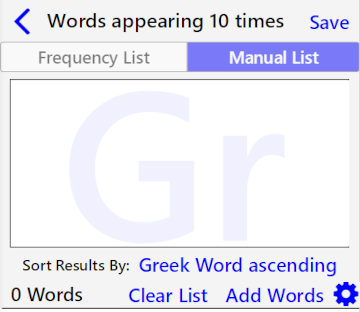 Words appearing 10 times Save
Frequency List Manual List
Gr
Sort Results By: Greek Word ascending
0 Words Clear List Add Words